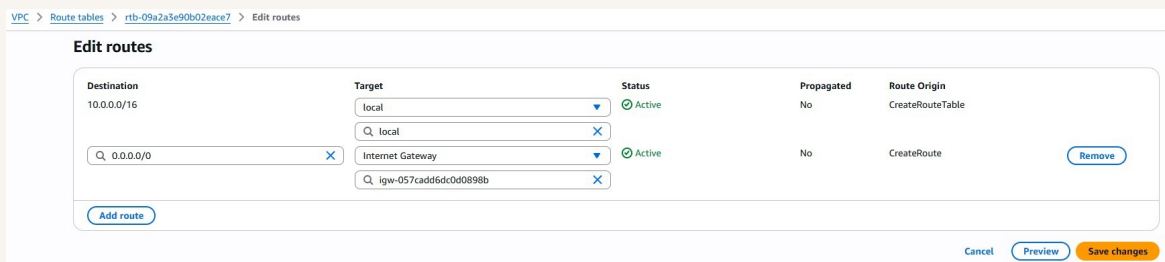 VPC > Route tables > rtb-09a2a3e90b02eace7 > Edit routes
Edit routes
Destination Target Status Propagated Route Origin
10.0.0.0/16 local Active No CreateRouteTable
local
0.0.0.0/0 Internet Gateway Active No CreateRoute Remove
igw-057cadd6dc0d0898b
Add route
Cancel Preview Save changes